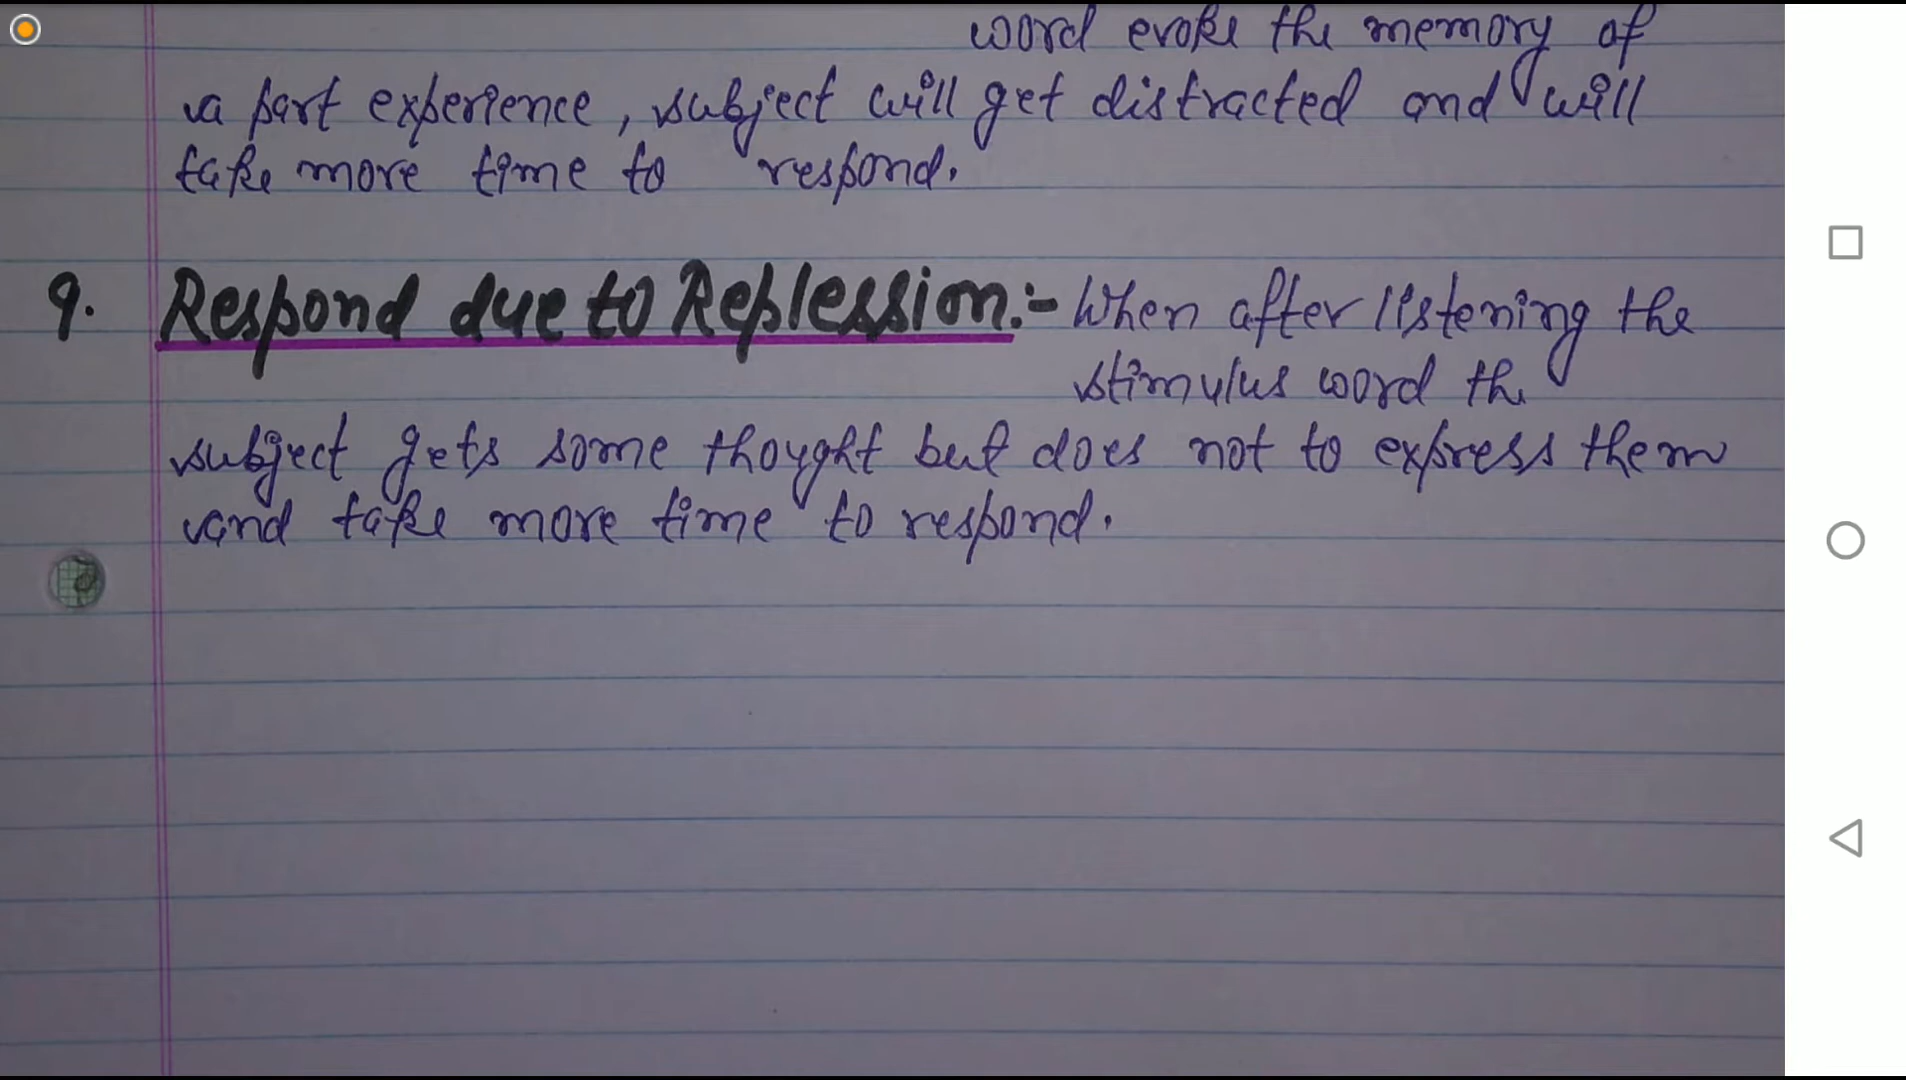 word evoke the memory of
a part experience, subject will get distracted and will
take more time to respond.
9. Respond due to Replession:- When after listening the
stimulus word the
subject gets some thought but does not to express them
and take more time to respond.